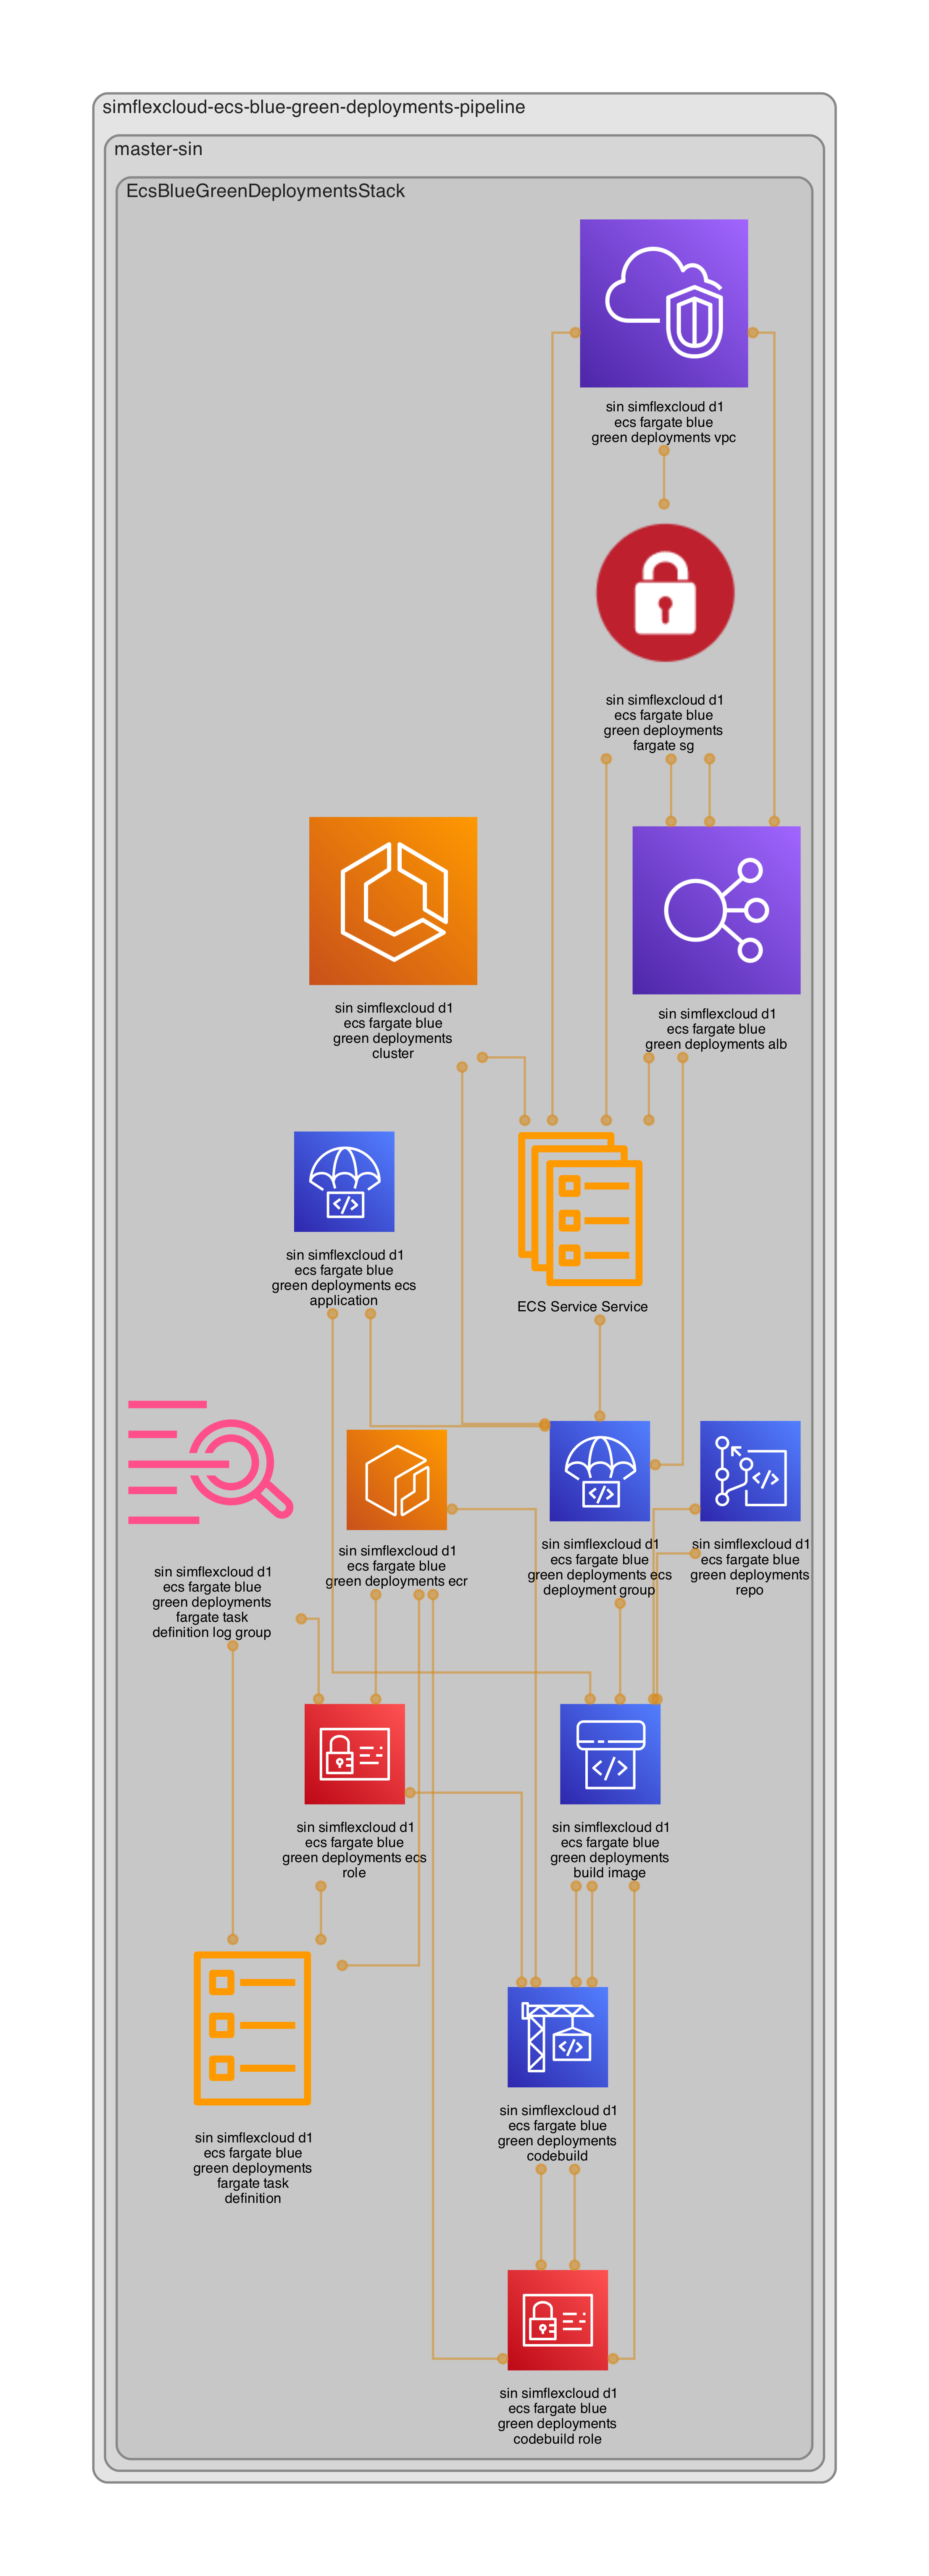 simflexcloud-ecs-blue-green-deployments-pipeline
master-sin
EcsBlueGreenDeploymentsStack
sin simflexcloud d1
ecs fargate blue
green deployments vpc
sin simflexcloud d1
ecs fargate blue
green deployments
fargate sg
sin simflexcloud d1
ecs fargate blue
green deployments
cluster
sin simflexcloud d1
ecs fargate blue
green deployments alb
sin simflexcloud d1
ecs fargate blue
green deployments ecs
application
ECS Service Service
sin simflexcloud d1
ecs fargate blue
green deployments
fargate task
definition log group
sin simflexcloud d1
ecs fargate blue
green deployments ecr
sin simflexcloud d1
ecs fargate blue
green deployments ecs
deployment group
sin simflexcloud d1
ecs fargate blue
green deployments
repo
sin simflexcloud d1
ecs fargate blue
green deployments ecs
role
sin simflexcloud d1
ecs fargate blue
green deployments
build image
sin simflexcloud d1
ecs fargate blue
green deployments
fargate task
definition
sin simflexcloud d1
ecs fargate blue
green deployments
codebuild
sin simflexcloud d1
ecs fargate blue
green deployments
codebuild role